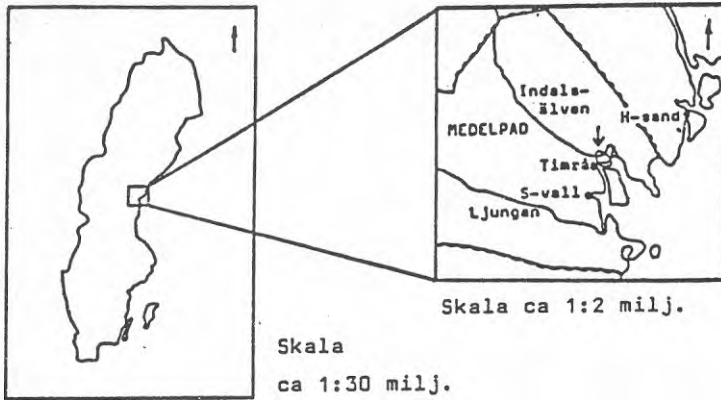 Indals-
älven
H-sand
MEDELPAD
Timrå
S-vall
Ljungan
Skala ca 1:2 milj.
Skala
ca 1:30 milj.